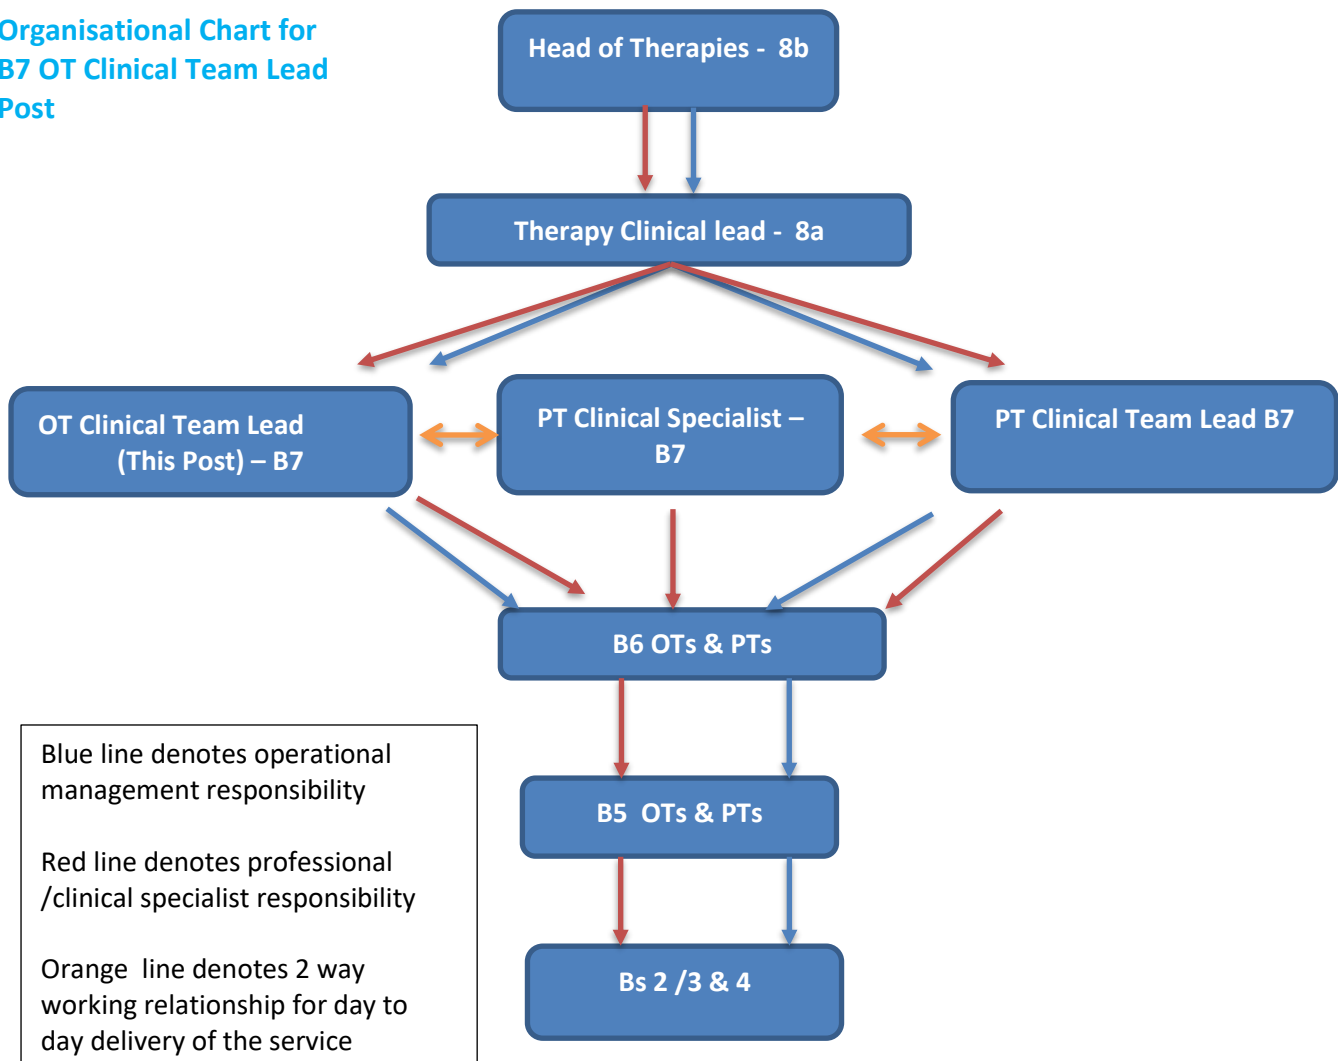 Organisational Chart for
B7 OT Clinical Team Lead
Post
Head of Therapies - 8b
Therapy Clinical lead - 8a
OT Clinical Team Lead
(This Post) – B7
PT Clinical Specialist –
B7
PT Clinical Team Lead B7
B6 OTs & PTs
B5 OTs & PTs
Bs 2 /3 & 4
Blue line denotes operational
management responsibility
Red line denotes professional
/clinical specialist responsibility
Orange line denotes 2 way
working relationship for day to
day delivery of the service